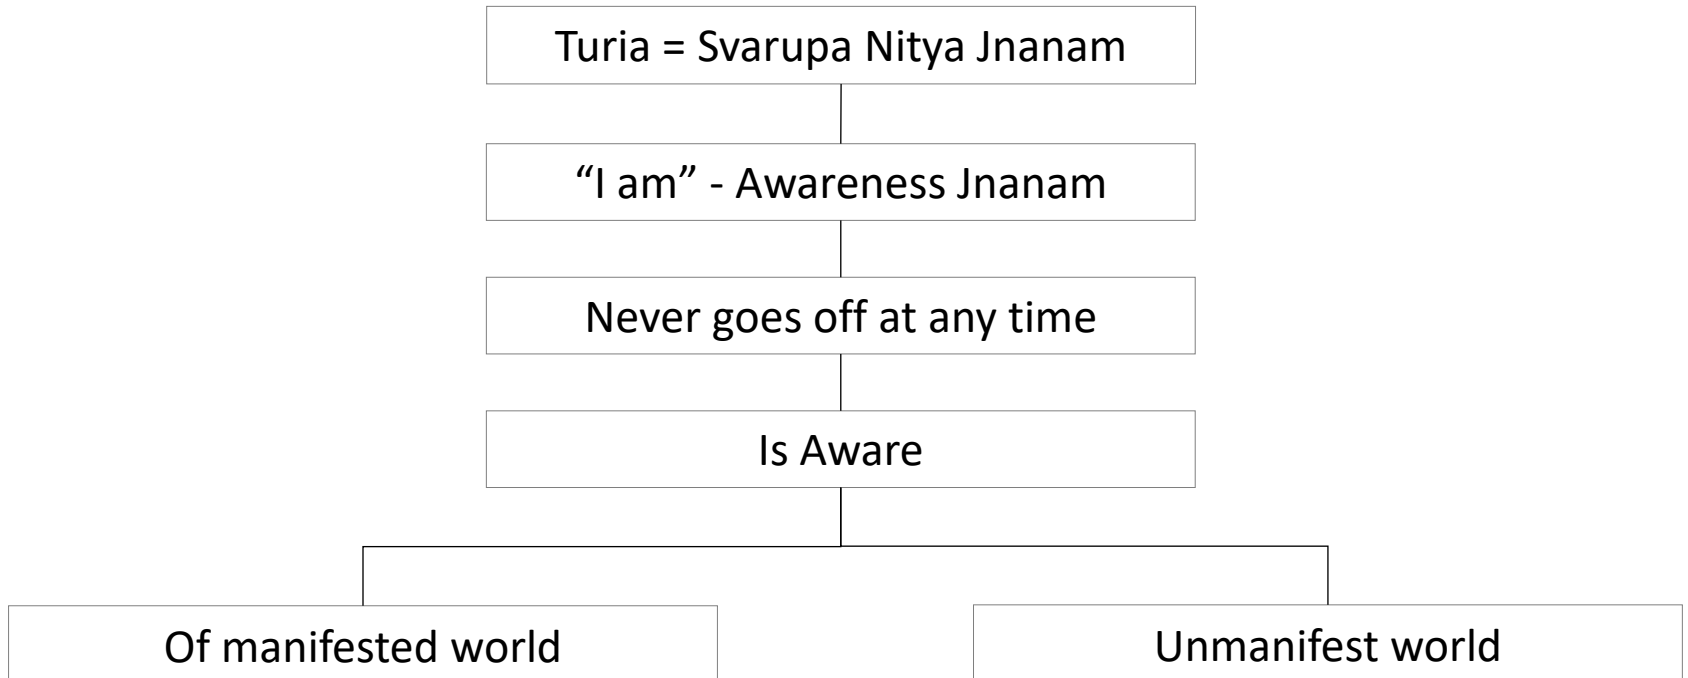 Turia = Svarupa Nitya Jnanam
“I am” - Awareness Jnanam
Never goes off at any time
Is Aware
Of manifested world
Unmanifest world